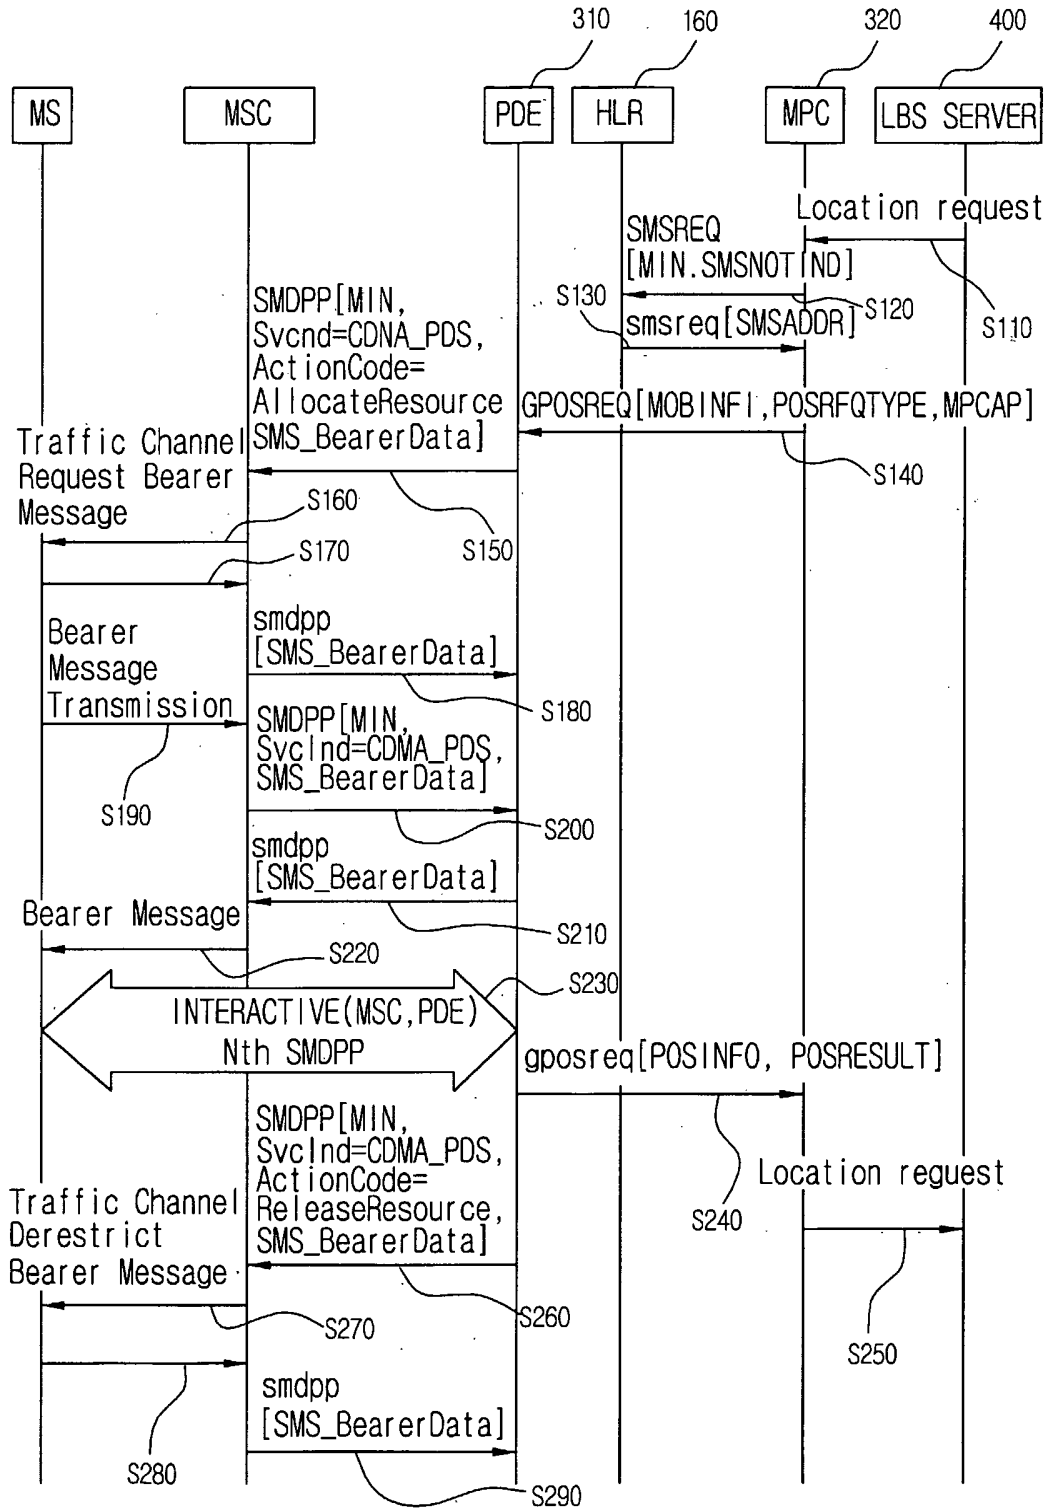 310
160
320
400
MS
MSC
PDE
HLR
MPC
LBS SERVER
Location request
S110
SMSREQ
[MIN.SMSNOTIND]
S120
S130
smsreq[SMSADDR]
GPOSREQ[MOBINFI,POSRFQTYPE,MPCAP]
S140
SMDPP[MIN,
Svcnd=CDNA_PDS,
ActionCode=
AllocateResource
SMS_BearerData]
S150
Traffic Channel
Request Bearer
Message
S160
S170
smdpp
[SMS_BearerData]
S180
Bearer
Message
Transmission
S190
SMDPP[MIN,
SvcInd=CDMA_PDS,
SMS_BearerData]
S200
smdpp
[SMS_BearerData]
S210
Bearer Message
S220
S230
INTERACTIVE(MSC,PDE)
Nth SMDPP
gposreq[POSINFO, POSRESULT]
S240
Location reguest
S250
SMDPP[MIN,
SvcInd=CDMA_PDS,
ActionCode=
ReleaseResource,
SMS_BearerData]
S260
Traffic Channel
Derestrict
Bearer Message
S270
S280
smdpp
[SMS_BearerData]
S290